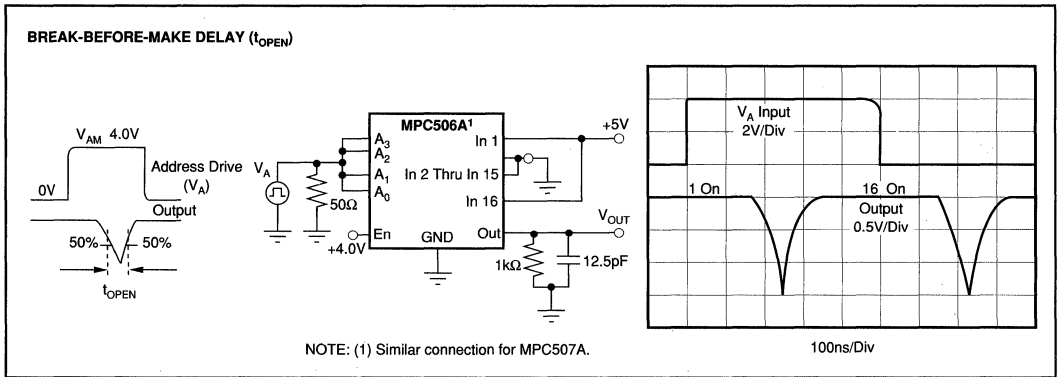 BREAK-BEFORE-MAKE DELAY (tOPEN)
VAM 4.0V
0V
Address Drive
(VA)
Output
50%
50%
tOPEN
VA
50Ω
+4.0V
MPC506A1
A3
A2
A1
A0
En
GND
In 1
In 2 Thru In 15
In 16
Out
+5V
VOUT
1kΩ
12.5pF
VA Input
2V/Div
1 On
16 On
Output
0.5V/Div
100ns/Div
NOTE: (1) Similar connection for MPC507A.